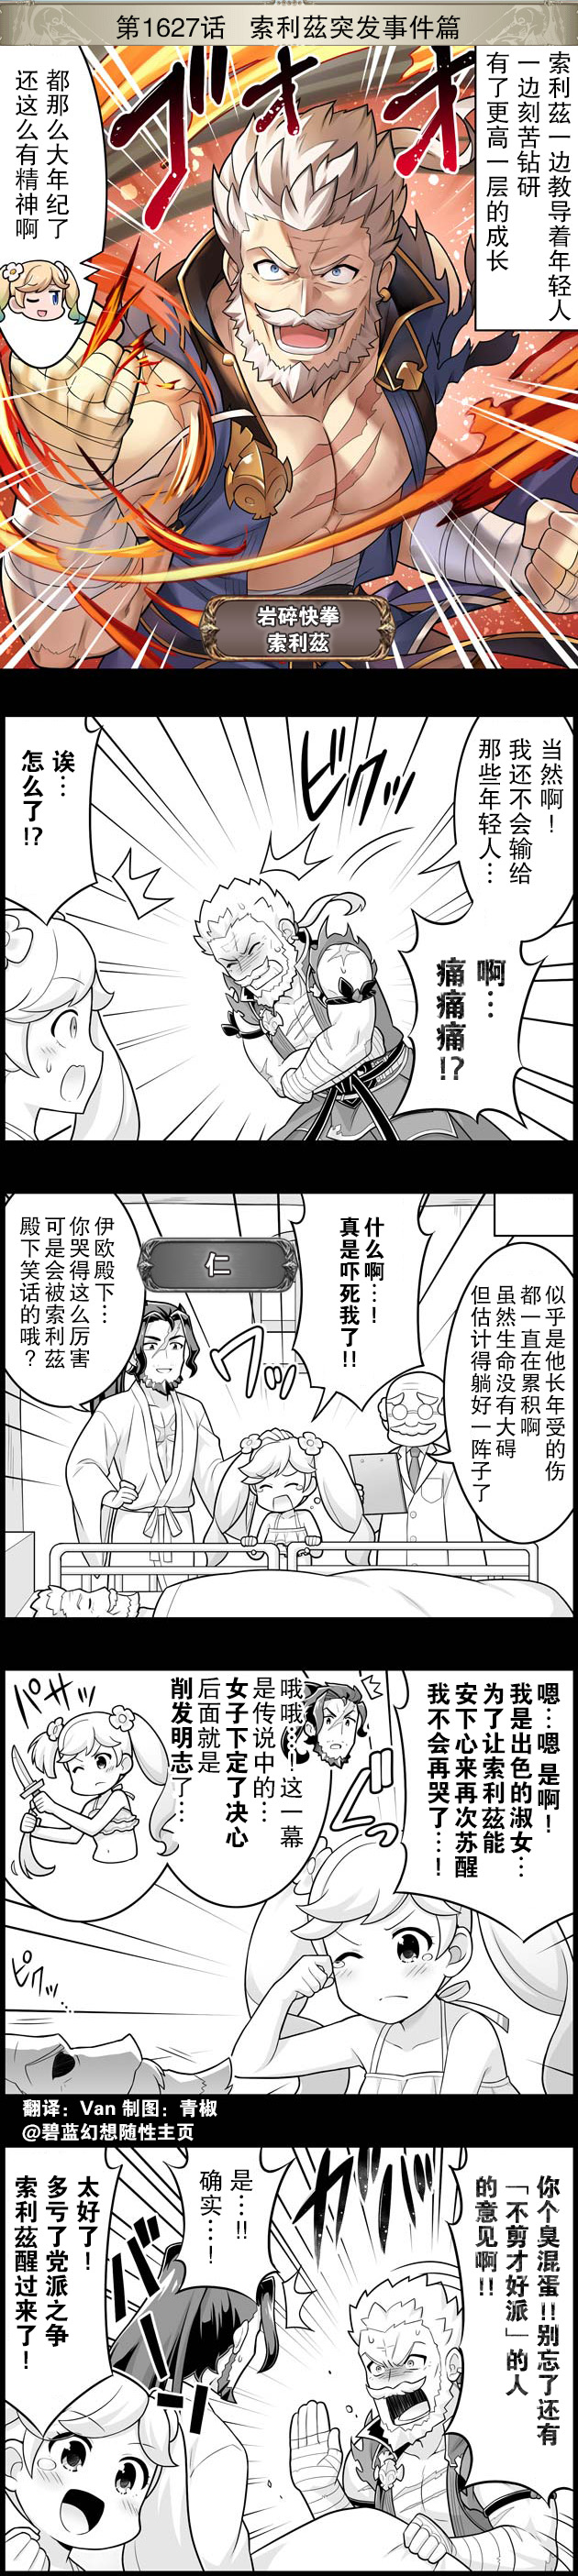 第1627话　索利茲突发事件篇
索利茲一边教导着年轻人
一边刻苦钻研
有了更高一层的成长
ゴオオッ
都那么大年纪了
还这么有精神啊
岩碎快拳
索利茲
当然啊！
我还不会输给
那些年轻人…
ビクッ
啊…
痛痛痛!?
诶…
怎么了!?
似乎是他长年受的伤
都一直在累积啊
虽然生命没有大碍
但估计得躺好一阵子了
什么啊…！
真是吓死我了!!
ワッ
仁
伊欧殿下…
你哭得这么厉害
可是会被索利茲
殿下笑话的哦？
嗯…嗯 是啊！
我是出色的淑女…
为了让索利茲能
安下心来再次苏醒
我不会再哭了…！
グッ
哦哦…！这一幕
是传说中的…
女子下定了决心
后面就是
削发明志了…
パサッ
ピクッ…
翻译：Van 制图：青椒
@碧蓝幻想随性主页
你个臭混蛋!!别忘了还有
「不剪才好派」的人
的意见啊!!
是…!!
确实…！
太好了！
多亏了党派之争
索利茲醒过来了！